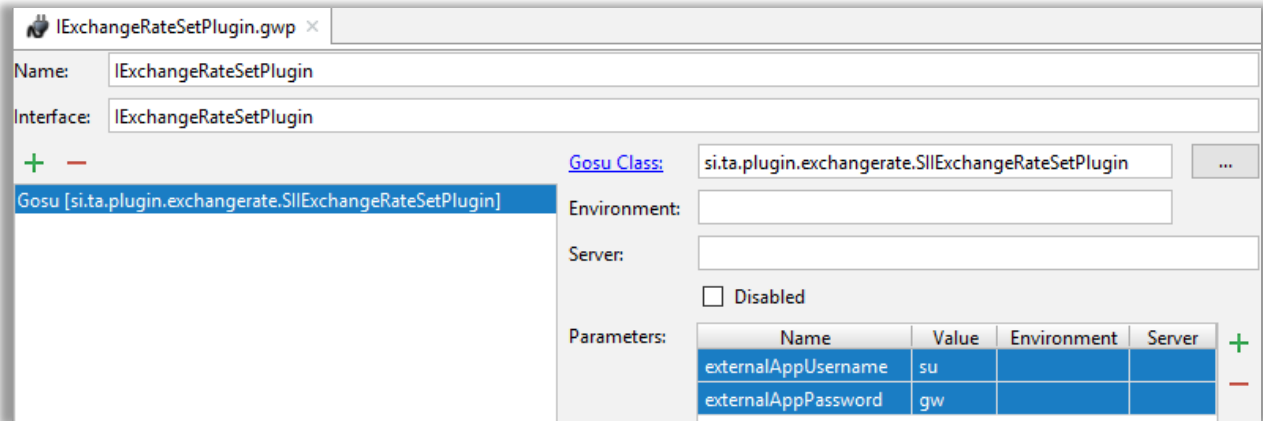 IExchangeRateSetPlugin.gwp
Name: IExchangeRateSetPlugin
Interface: IExchangeRateSetPlugin
Gosu [si.ta.plugin.exchangerate.SIIExchangeRateSetPlugin]
Gosu Class: si.ta.plugin.exchangerate.SIIExchangeRateSetPlugin ...
Environment:
Server:
Disabled
Parameters: Name Value Environment Server
externalAppUsername su
externalAppPassword gw